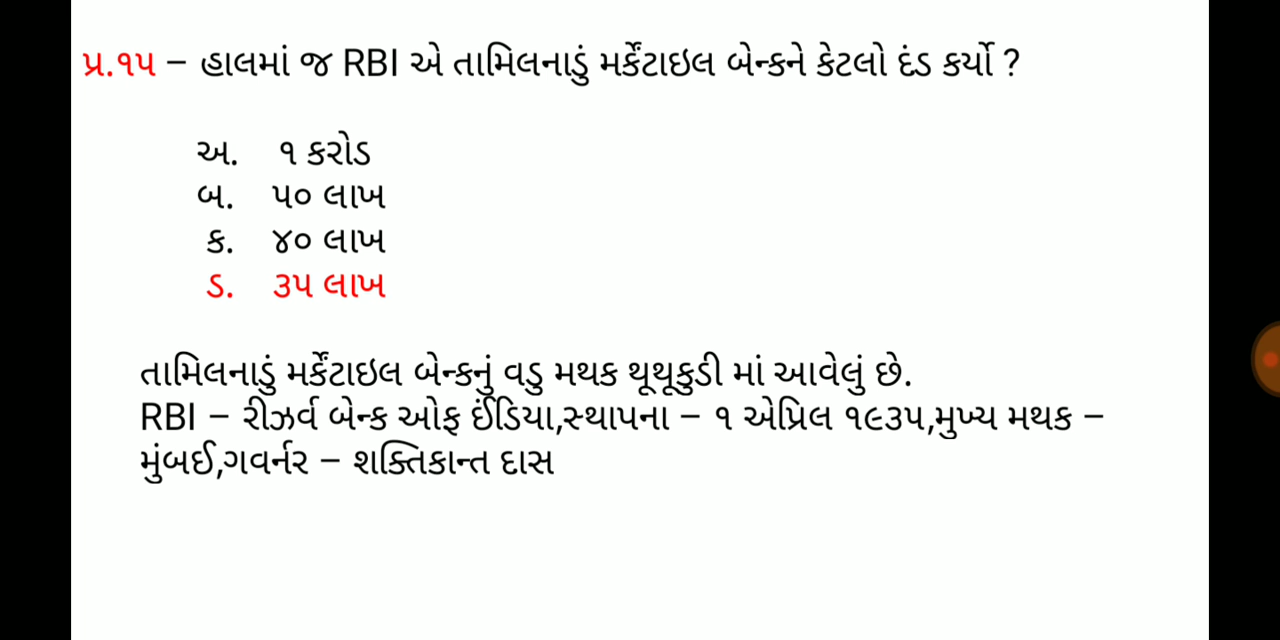 પ્ર.૧૫ – હાલમાં જ RBI એ તામિલનાડું મર્કેંટાઇલ બેન્કને કેટલો દંડ કર્યો ?
અ. ૧ કરોડ
બ. ૫૦ લાખ
ક. ૪૦ લાખ
ડ. ૩૫ લાખ
તામિલનાડું મર્કેંટાઇલ બેન્કનું વડુ મથક થૂથૂકુડી માં આવેલું છે.
RBI – રીઝર્વ બેન્ક ઓફ ઈંડિયા,સ્થાપના – ૧ એપ્રિલ ૧૯૩૫,મુખ્ય મથક –
મુંબઈ,ગવર્નર – શક્તિકાન્ત દાસ